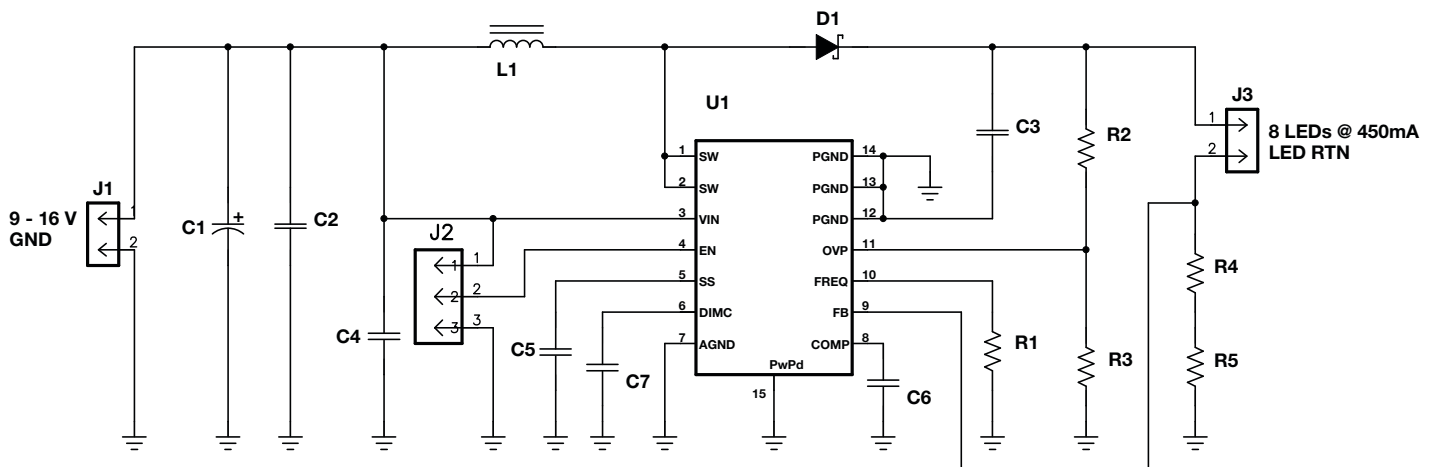 D1
L1
U1
J3
1
8 LEDs @ 450mA
2
LED RTN
C3
R2
1 SW
PGND 14
2 SW
PGND 13
J1
1
9 - 16 V
GND
2
C1
+
C2
3 VIN
PGND 12
J2
4 EN
OVP 11
1 1
R4
5 SS
FREQ 10
2 2
6 DIMC
FB 9
3 3
C4
7 AGND
COMP 8
C5
R1
R3
R5
PwPd
C7
15
C6